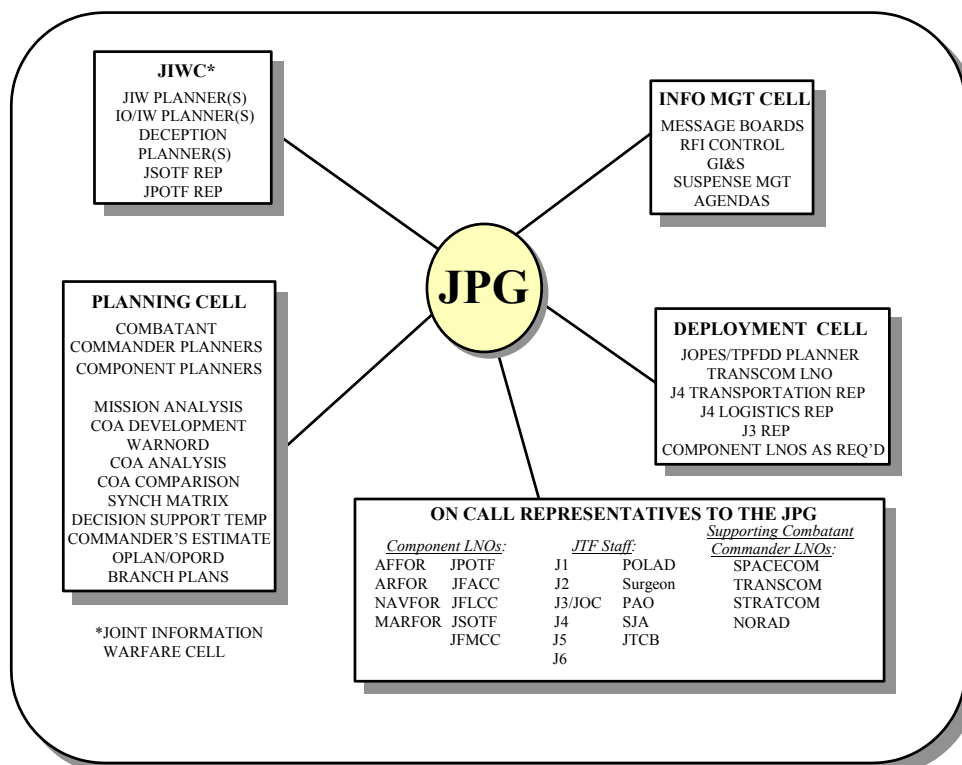 JIWC*
JIW PLANNER(S)
IO/IW PLANNER(S)
DECEPTION
PLANNER(S)
JSOTF REP
JPOTF REP
INFO MGT CELL
MESSAGE BOARDS
RFI CONTROL
GI&S
SUSPENSE MGT
AGENDAS
JPG
PLANNING CELL
COMBATANT
COMMANDER PLANNERS
COMPONENT PLANNERS
MISSION ANALYSIS
COA DEVELOPMENT
WARNORD
COA ANALYSIS
COA COMPARISON
SYNCH MATRIX
DECISION SUPPORT TEMP
COMMANDER'S ESTIMATE
OPLAN/OPORD
BRANCH PLANS
*JOINT INFORMATION
WARFARE CELL
DEPLOYMENT CELL
JOPES/TPFDD PLANNER
TRANSCOM LNO
J4 TRANSPORTATION REP
J4 LOGISTICS REP
J3 REP
COMPONENT LNOS AS REQ'D
ON CALL REPRESENTATIVES TO THE JPG
Component LNOs:
AFFOR JPOTF
ARFOR JFACC
NAVFOR JFLCC
MARFOR JSOTF
JFMCC
JTF Staff:
J1 POLAD
J2 Surgeon
J3/JOC PAO
J4 SJA
J5 JTCB
J6
Supporting Combatant
Commander LNOs:
SPACECOM
TRANSCOM
STRATCOM
NORAD